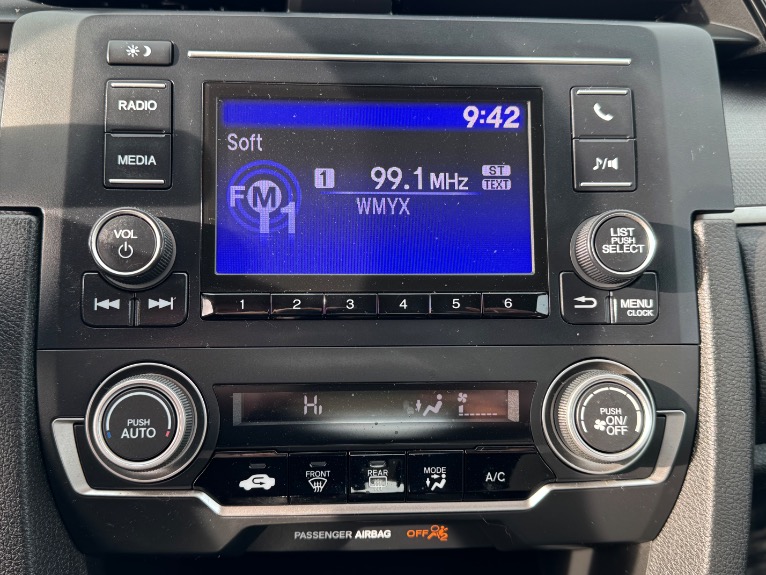 RADIO
MEDIA
9:42
Soft
FM1
1 99.1 MHz ST
TEXT
WMYX
VOL
LIST
PUSH
SELECT
MENU
CLOCK
1 2 3 4 5 6
PUSH
AUTO
Hi
PUSH
ON/
OFF
FRONT
REAR
MODE
A/C
PASSENGER AIRBAG OFF